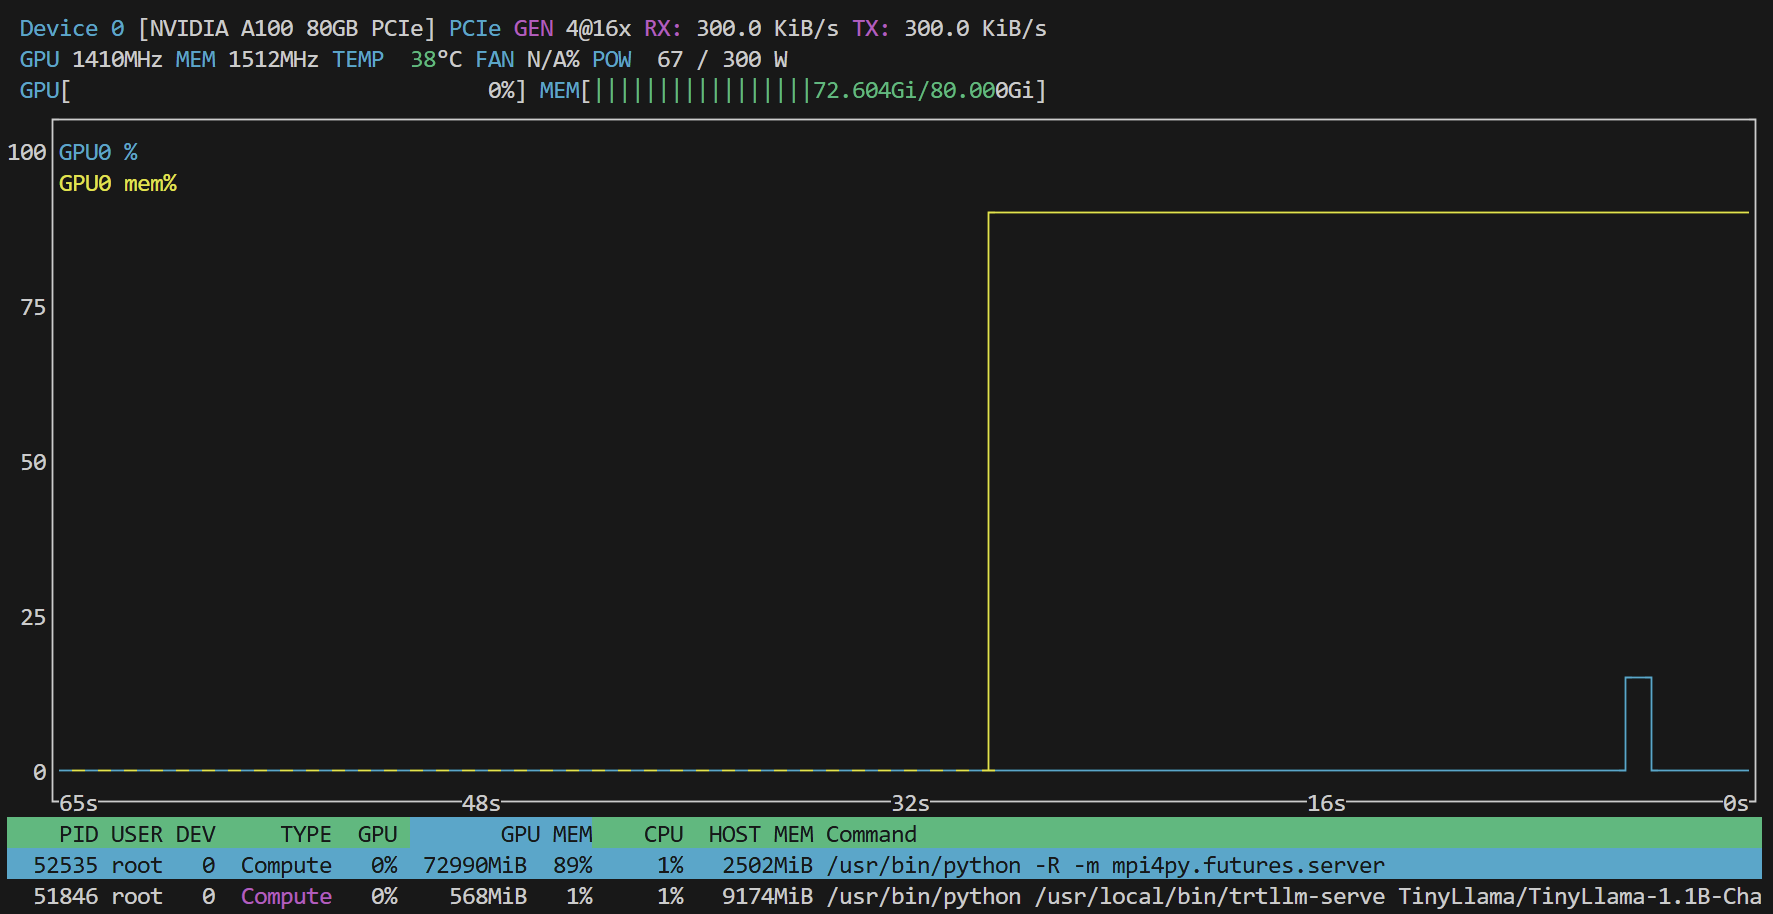 Device 0 [NVIDIA A100 80GB PCIe] PCIe GEN 4@16x RX: 300.0 KiB/s TX: 300.0 KiB/s
GPU 1410MHz MEM 1512MHz TEMP 38°C FAN N/A% POW 67 / 300 W
GPU[ 0%] MEM[|||||||||||||||||72.604Gi/80.000Gi]
100 GPU0 %
GPU0 mem%
75
50
25
0
65s 48s 32s 16s 0s
PID USER DEV TYPE GPU GPU MEM CPU HOST MEM Command
52535 root 0 Compute 0% 72990MiB 89% 1% 2502MiB /usr/bin/python -R -m mpi4py.futures.server
51846 root 0 Compute 0% 568MiB 1% 1% 9174MiB /usr/bin/python /usr/local/bin/trtllm-serve TinyLlama/TinyLlama-1.1B-Cha